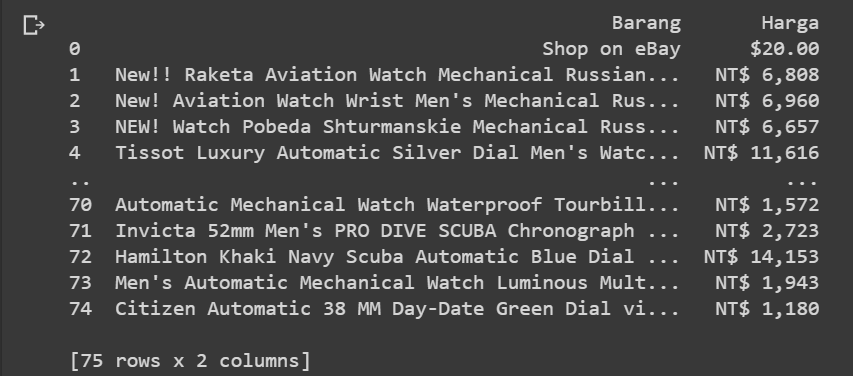 Barang Harga
0 Shop on eBay $20.00
1 New!! Raketa Aviation Watch Mechanical Russian... NT$ 6,808
2 New! Aviation Watch Wrist Men's Mechanical Rus... NT$ 6,960
3 NEW! Watch Pobeda Shturmanskie Mechanical Russ... NT$ 6,657
4 Tissot Luxury Automatic Silver Dial Men's Watc... NT$ 11,616
.. ... ...
70 Automatic Mechanical Watch Waterproof Tourbill... NT$ 1,572
71 Invicta 52mm Men's PRO DIVE SCUBA Chronograph ... NT$ 2,723
72 Hamilton Khaki Navy Scuba Automatic Blue Dial ... NT$ 14,153
73 Men's Automatic Mechanical Watch Luminous Mult... NT$ 1,943
74 Citizen Automatic 38 MM Day-Date Green Dial vi... NT$ 1,180
[75 rows x 2 columns]